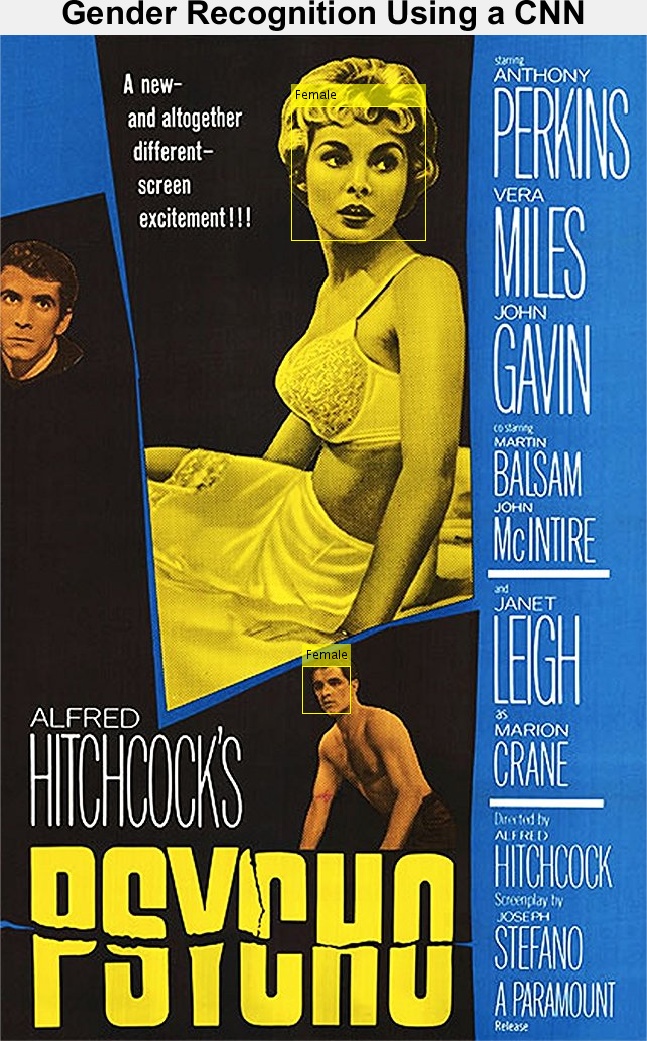 Gender Recognition Using a CNN
A new-
and altogether
different-
screen
excitement!!!
Female
Female
ALFRED
HITCHCOCK'S
PSYCHO
starring
ANTHONY
PERKINS
VERA
MILES
JOHN
GAVIN
co starring
MARTIN
BALSAM
JOHN
McINTIRE
and
JANET
LEIGH
as
MARION
CRANE
Directed by
ALFRED
HITCHCOCK
Screenplay by
JOSEPH
STEFANO
A PARAMOUNT
Release